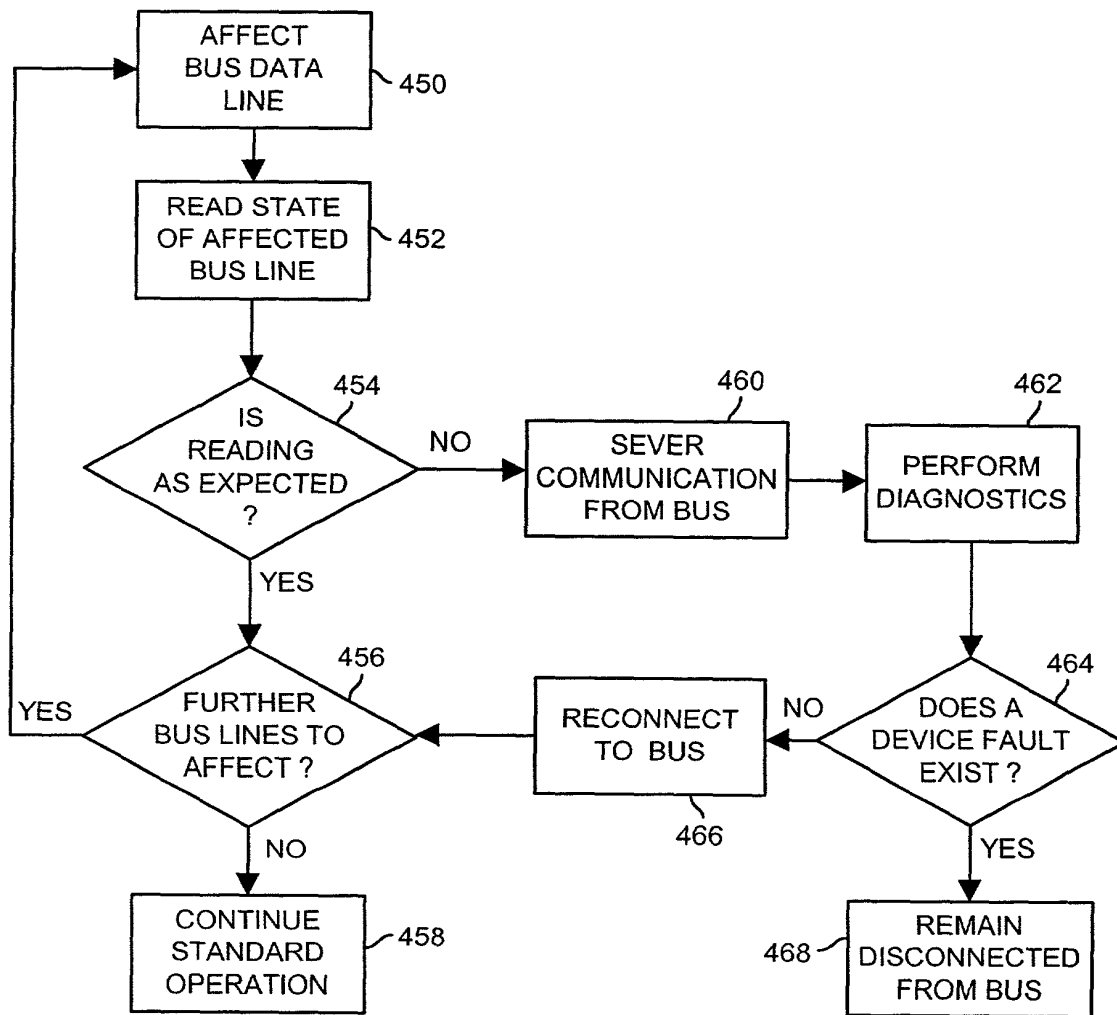 AFFECT
BUS DATA
LINE
450
READ STATE
OF AFFECTED
BUS LINE
452
IS
READING
AS EXPECTED
?
454
NO
YES
SEVER
COMMUNICATION
FROM BUS
460
PERFORM
DIAGNOSTICS
462
DOES A
DEVICE FAULT
EXIST ?
464
NO
YES
RECONNECT
TO BUS
466
FURTHER
BUS LINES TO
AFFECT ?
456
YES
NO
CONTINUE
STANDARD
OPERATION
458
REMAIN
DISCONNECTED
FROM BUS
468